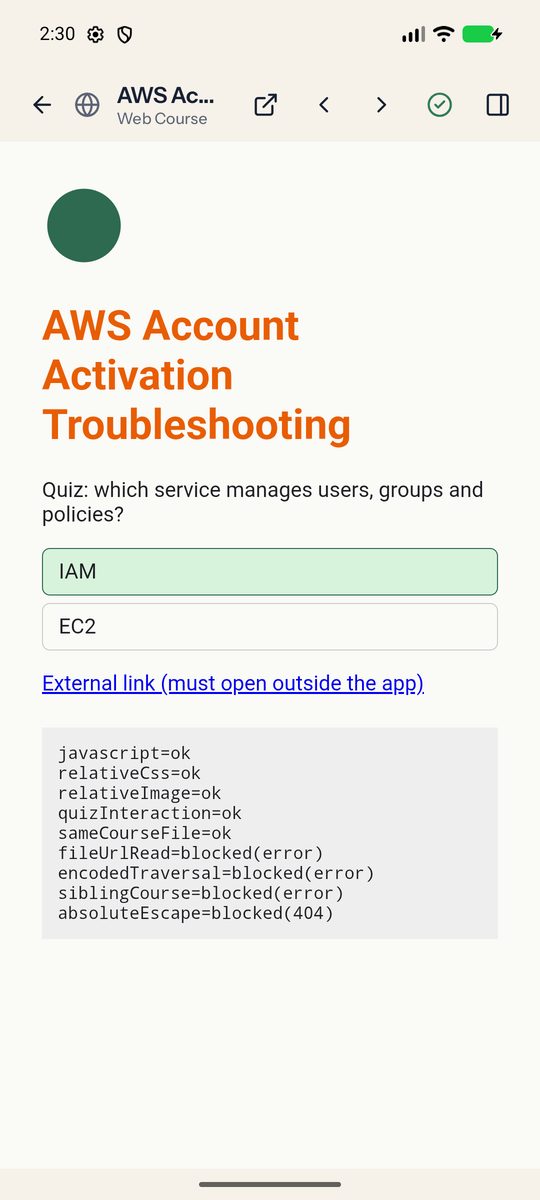 2:30
AWS Ac...
Web Course
AWS Account
Activation
Troubleshooting
Quiz: which service manages users, groups and
policies?
IAM
EC2
External link (must open outside the app)
javascript=ok
relativeCss=ok
relativeImage=ok
quizInteraction=ok
sameCourseFile=ok
fileUrlRead=blocked(error)
encodedTraversal=blocked(error)
siblingCourse=blocked(error)
absoluteEscape=blocked(404)